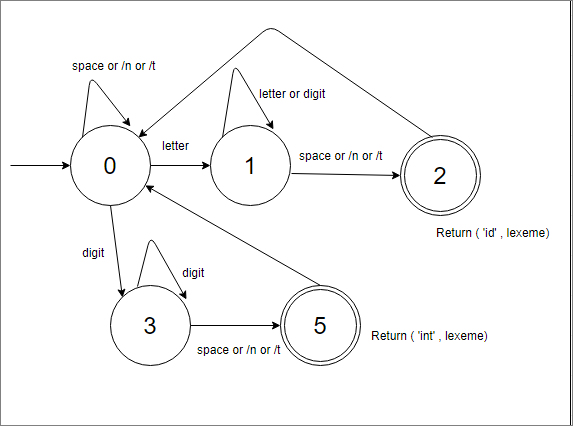 space or /n or /t
letter or digit
letter
space or /n or /t
0
1
2
Return ( 'id' , lexeme)
digit
digit
3
5
space or /n or /t
Return ( 'int' , lexeme)